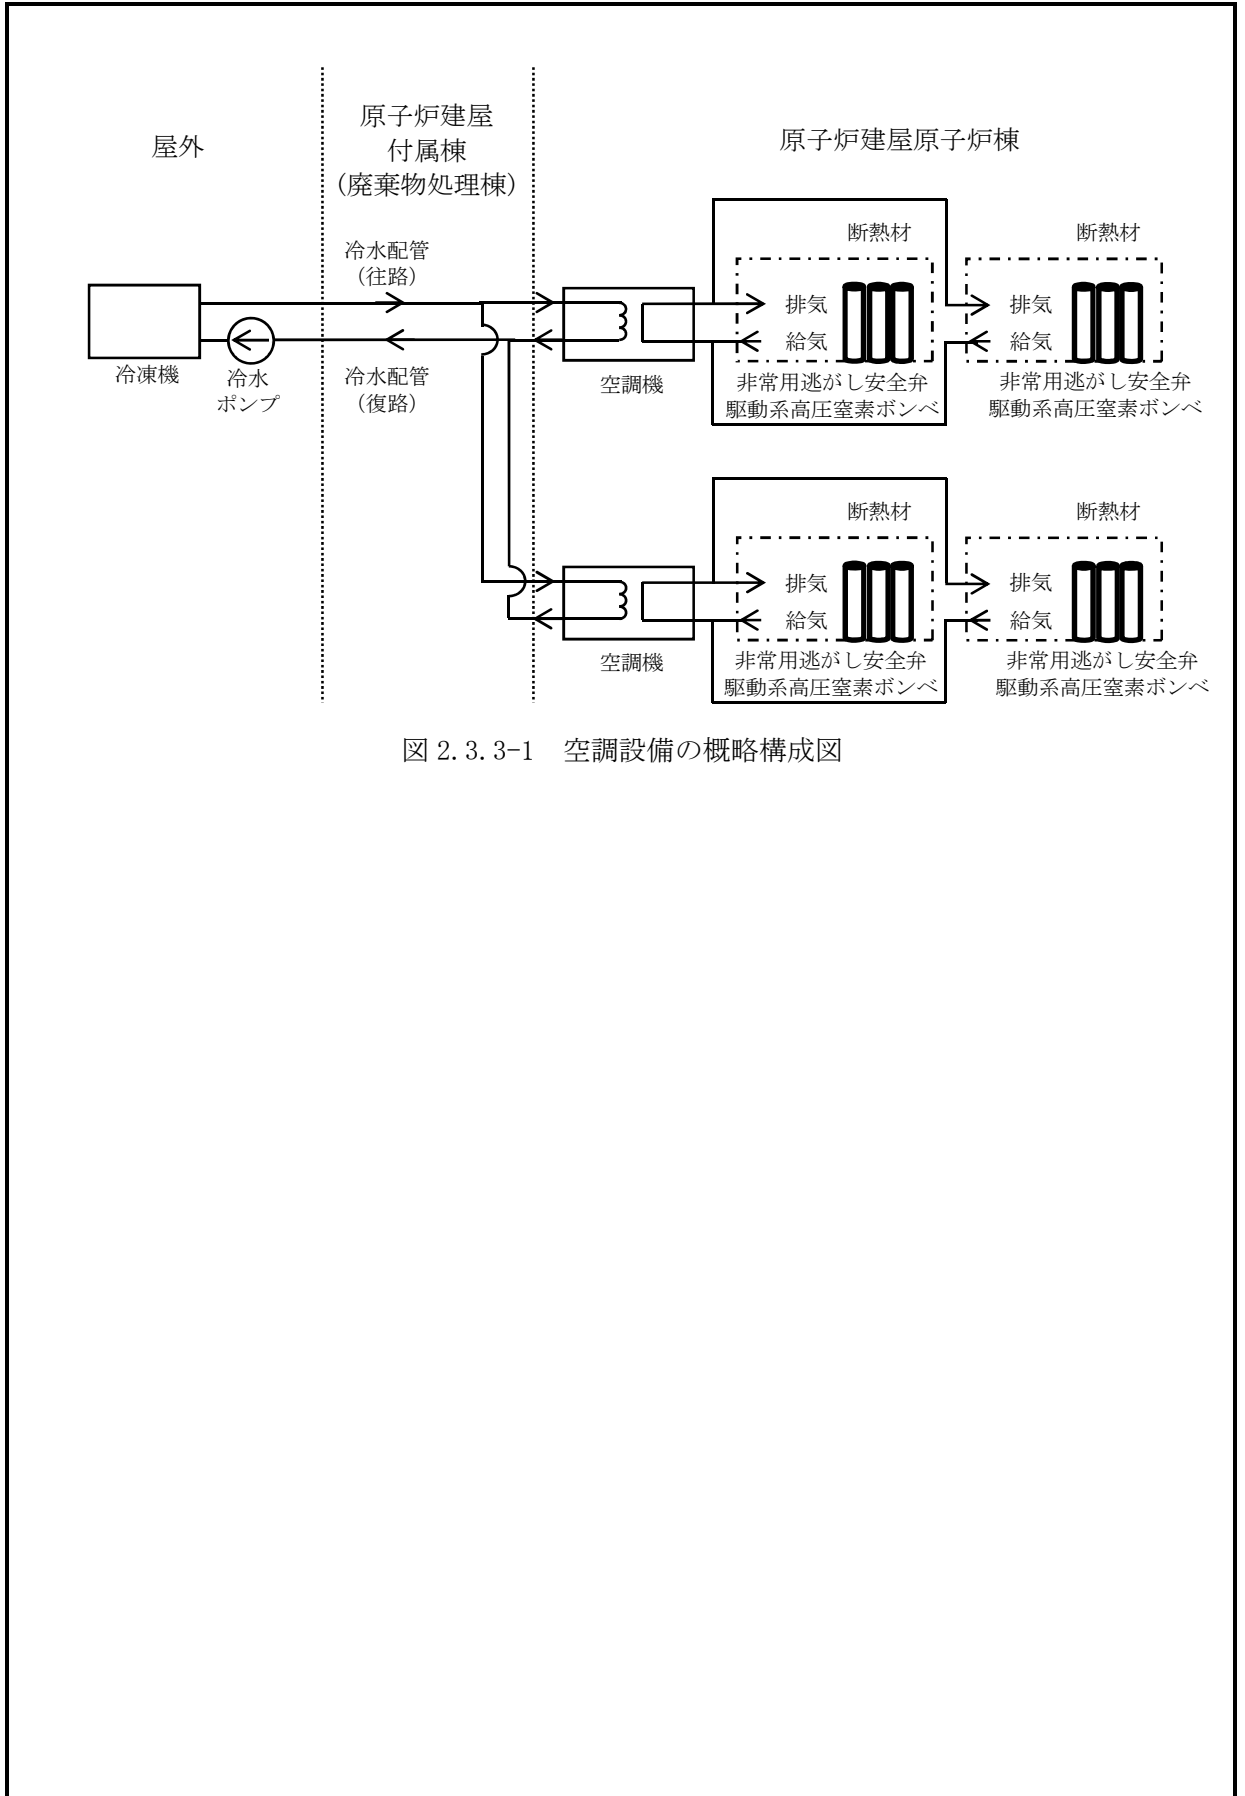 屋外
原子炉建屋
付属棟
(廃棄物処理棟)
原子炉建屋原子炉棟
冷水配管
(往路)
冷水配管
(復路)
冷凍機
冷水
ポンプ
空調機
断熱材
排気
給気
非常用逃がし安全弁
駆動系高圧窒素ボンベ
断熱材
排気
給気
非常用逃がし安全弁
駆動系高圧窒素ボンベ
空調機
断熱材
排気
給気
非常用逃がし安全弁
駆動系高圧窒素ボンベ
断熱材
排気
給気
非常用逃がし安全弁
駆動系高圧窒素ボンベ
図 2.3.3-1　空調設備の概略構成図